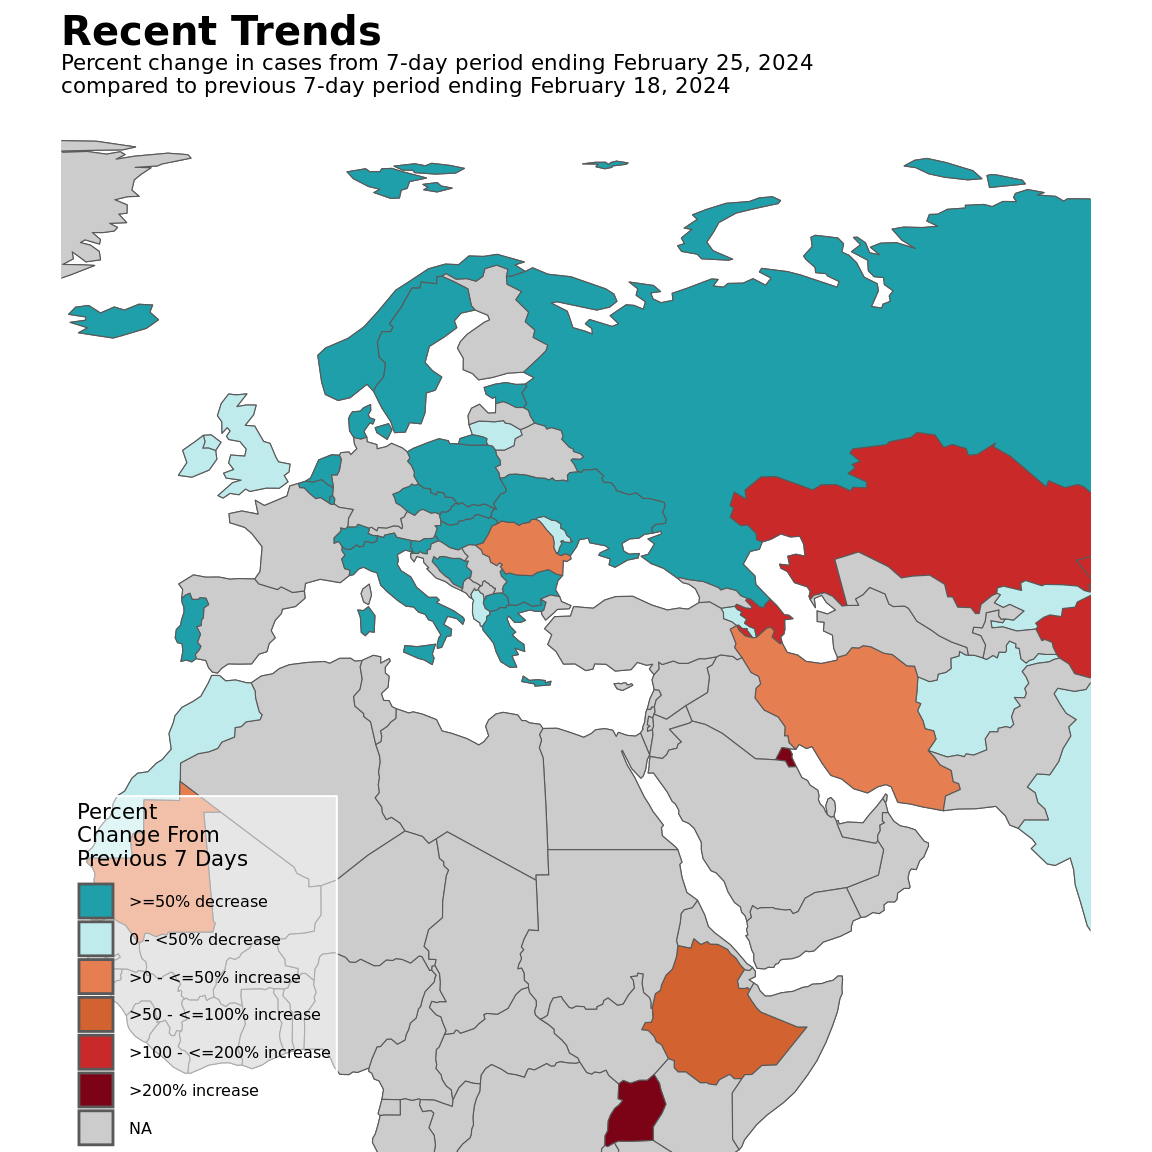 Recent Trends
Percent change in cases from 7-day period ending February 25, 2024
compared to previous 7-day period ending February 18, 2024
Percent
Change From
Previous 7 Days
>=50% decrease
0 - <50% decrease
>0 - <=50% increase
>50 - <=100% increase
>100 - <=200% increase
>200% increase
NA